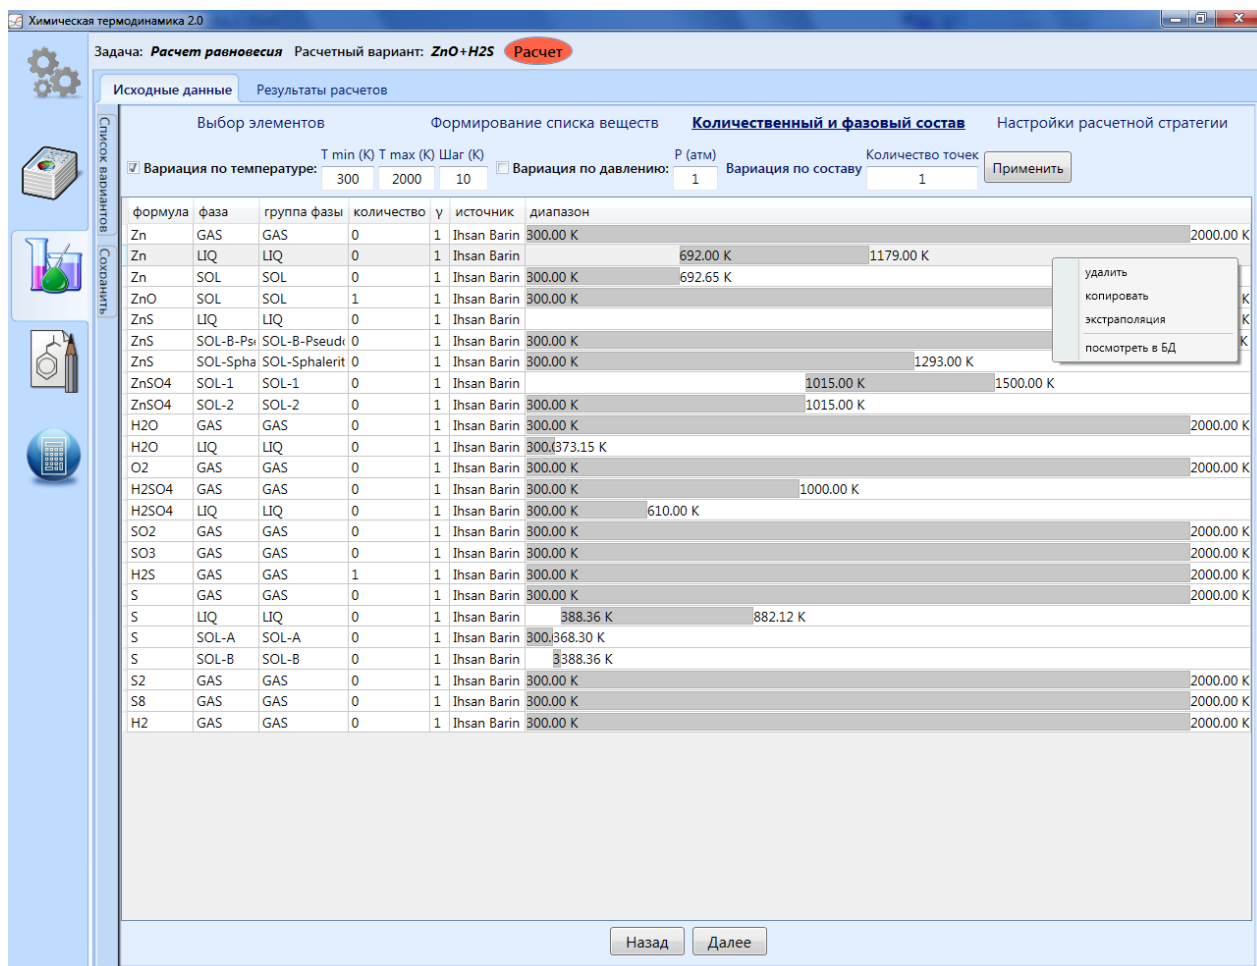 Химическая термодинамика 2.0
Задача: Расчет равновесия Расчетный вариант: ZnO+H2S Расчет
Исходные данные Результаты расчетов
Список вариантов
Сохранить
Выбор элементов Формирование списка веществ Количественный и фазовый состав Настройки расчетной стратегии
T min (K) T max (K) Шаг (K) P (атм) Количество точек
Вариация по температуре: 300 2000 10 Вариация по давлению: 1 Вариация по составу 1 Применить
формула фаза группа фазы количество γ источник диапазон
Zn GAS GAS 0 1 Ihsan Barin 300.00 K 2000.00 K
Zn LIQ LIQ 0 1 Ihsan Barin 692.00 K 1179.00 K
Zn SOL SOL 0 1 Ihsan Barin 300.00 K 692.65 K
ZnO SOL SOL 1 1 Ihsan Barin 300.00 K K
ZnS LIQ LIQ 0 1 Ihsan Barin K
ZnS SOL-B-Ps SOL-B-Pseud 0 1 Ihsan Barin 300.00 K K
ZnS SOL-Spha SOL-Sphalerit 0 1 Ihsan Barin 300.00 K 1293.00 K
ZnSO4 SOL-1 SOL-1 0 1 Ihsan Barin 1015.00 K 1500.00 K
ZnSO4 SOL-2 SOL-2 0 1 Ihsan Barin 300.00 K 1015.00 K
H2O GAS GAS 0 1 Ihsan Barin 300.00 K 2000.00 K
H2O LIQ LIQ 0 1 Ihsan Barin 300. 373.15 K
O2 GAS GAS 0 1 Ihsan Barin 300.00 K 2000.00 K
H2SO4 GAS GAS 0 1 Ihsan Barin 300.00 K 1000.00 K
H2SO4 LIQ LIQ 0 1 Ihsan Barin 300.00 K 610.00 K
SO2 GAS GAS 0 1 Ihsan Barin 300.00 K 2000.00 K
SO3 GAS GAS 0 1 Ihsan Barin 300.00 K 2000.00 K
H2S GAS GAS 1 1 Ihsan Barin 300.00 K 2000.00 K
S GAS GAS 0 1 Ihsan Barin 300.00 K 2000.00 K
S LIQ LIQ 0 1 Ihsan Barin 388.36 K 882.12 K
S SOL-A SOL-A 0 1 Ihsan Barin 300. 368.30 K
S SOL-B SOL-B 0 1 Ihsan Barin 3 388.36 K
S2 GAS GAS 0 1 Ihsan Barin 300.00 K 2000.00 K
S8 GAS GAS 0 1 Ihsan Barin 300.00 K 2000.00 K
H2 GAS GAS 0 1 Ihsan Barin 300.00 K 2000.00 K
удалить
копировать
экстраполяция
посмотреть в БД
Назад Далее